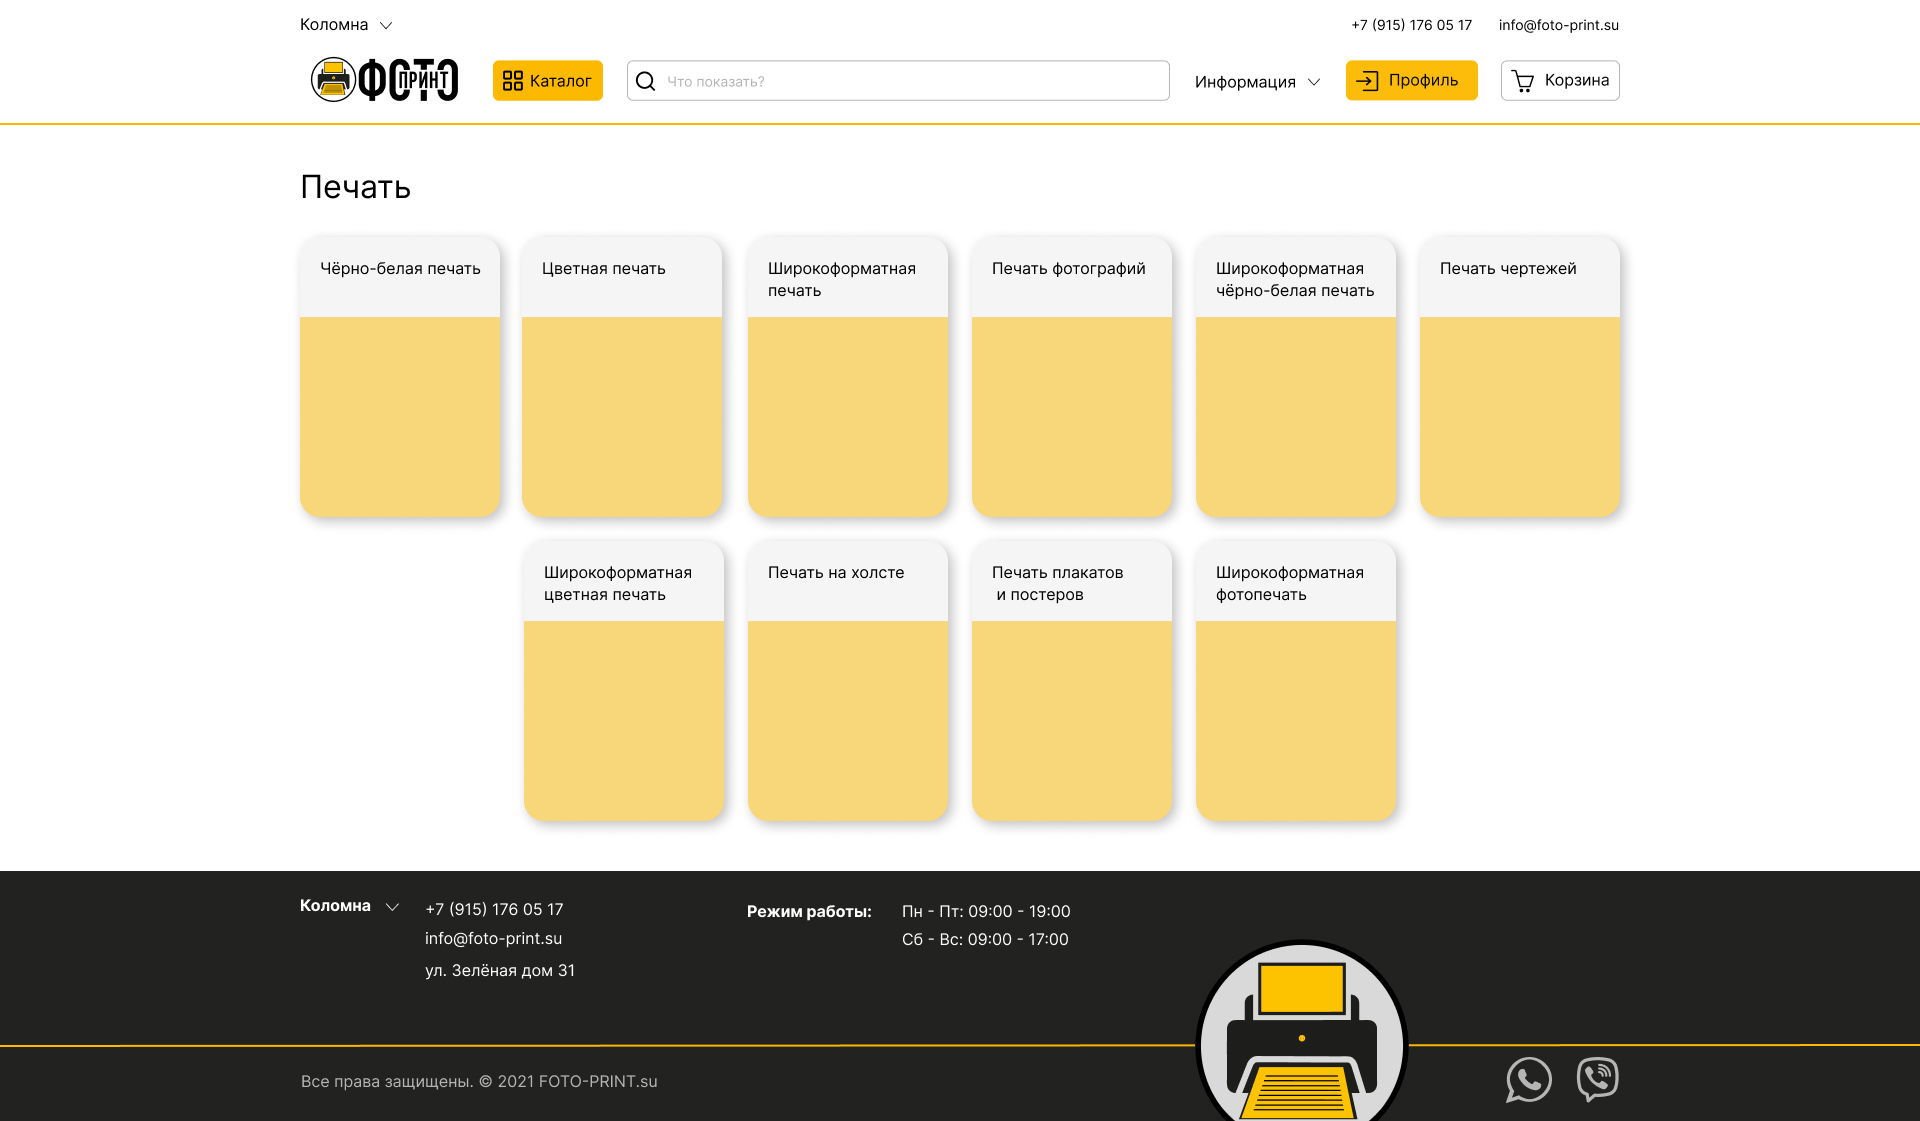 Коломна
+7 (915) 176 05 17
info@foto-print.su
ФОТО
ПРИНТ
Каталог
Что показать?
Информация
Профиль
Корзина
Печать
Чёрно-белая печать
Цветная печать
Широкоформатная
печать
Печать фотографий
Широкоформатная
чёрно-белая печать
Печать чертежей
Широкоформатная
цветная печать
Печать на холсте
Печать плакатов
и постеров
Широкоформатная
фотопечать
Коломна
+7 (915) 176 05 17
info@foto-print.su
ул. Зелёная дом 31
Режим работы:
Пн - Пт: 09:00 - 19:00
Сб - Вс: 09:00 - 17:00
Все права защищены. © 2021 FOTO-PRINT.su